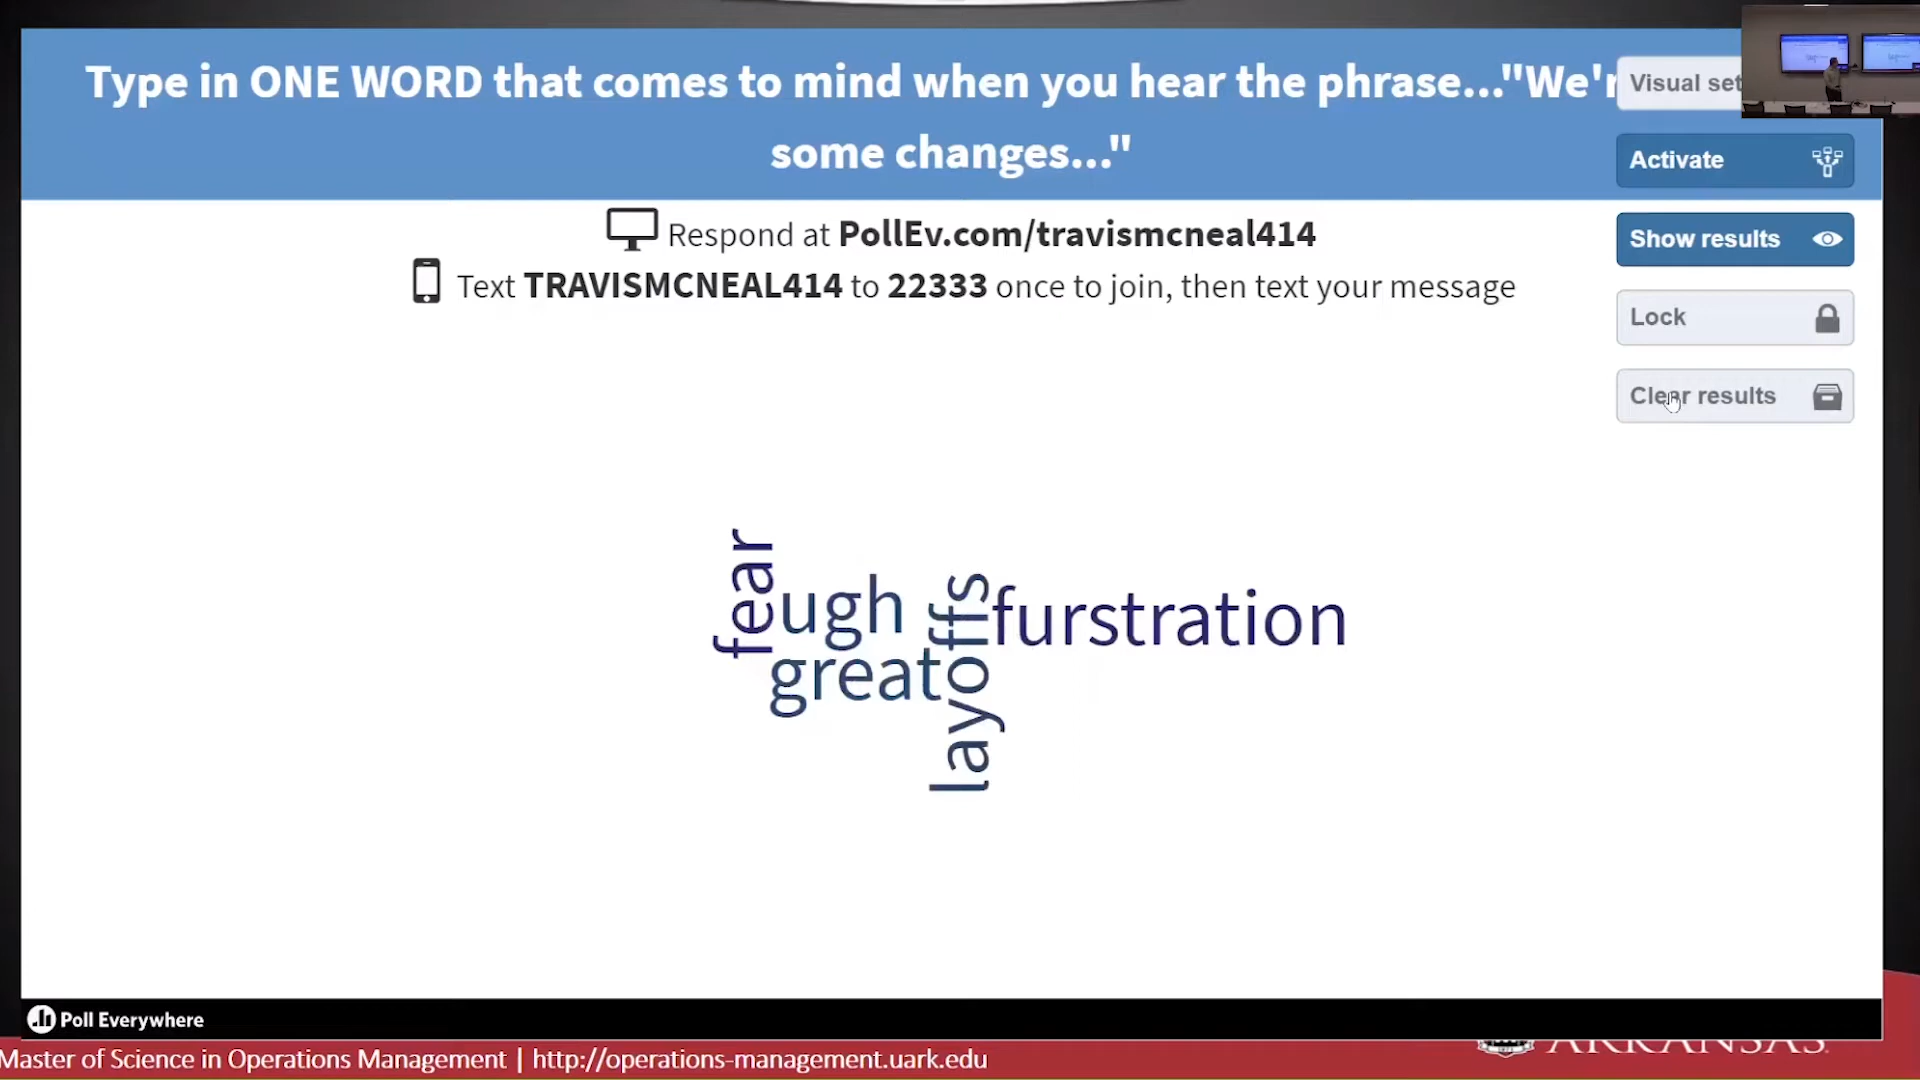 Type in ONE WORD that comes to mind when you hear the phrase..."We'r
some changes..."
Visual set
Activate
Respond at PollEv.com/travismcneal414
Show results
Text TRAVISMCNEAL414 to 22333 once to join, then text your message
Lock
Clear results
fear
ugh
great
layoffs
furstration
Poll Everywhere
Master of Science in Operations Management | http://operations-management.uark.edu
ARKANSAS